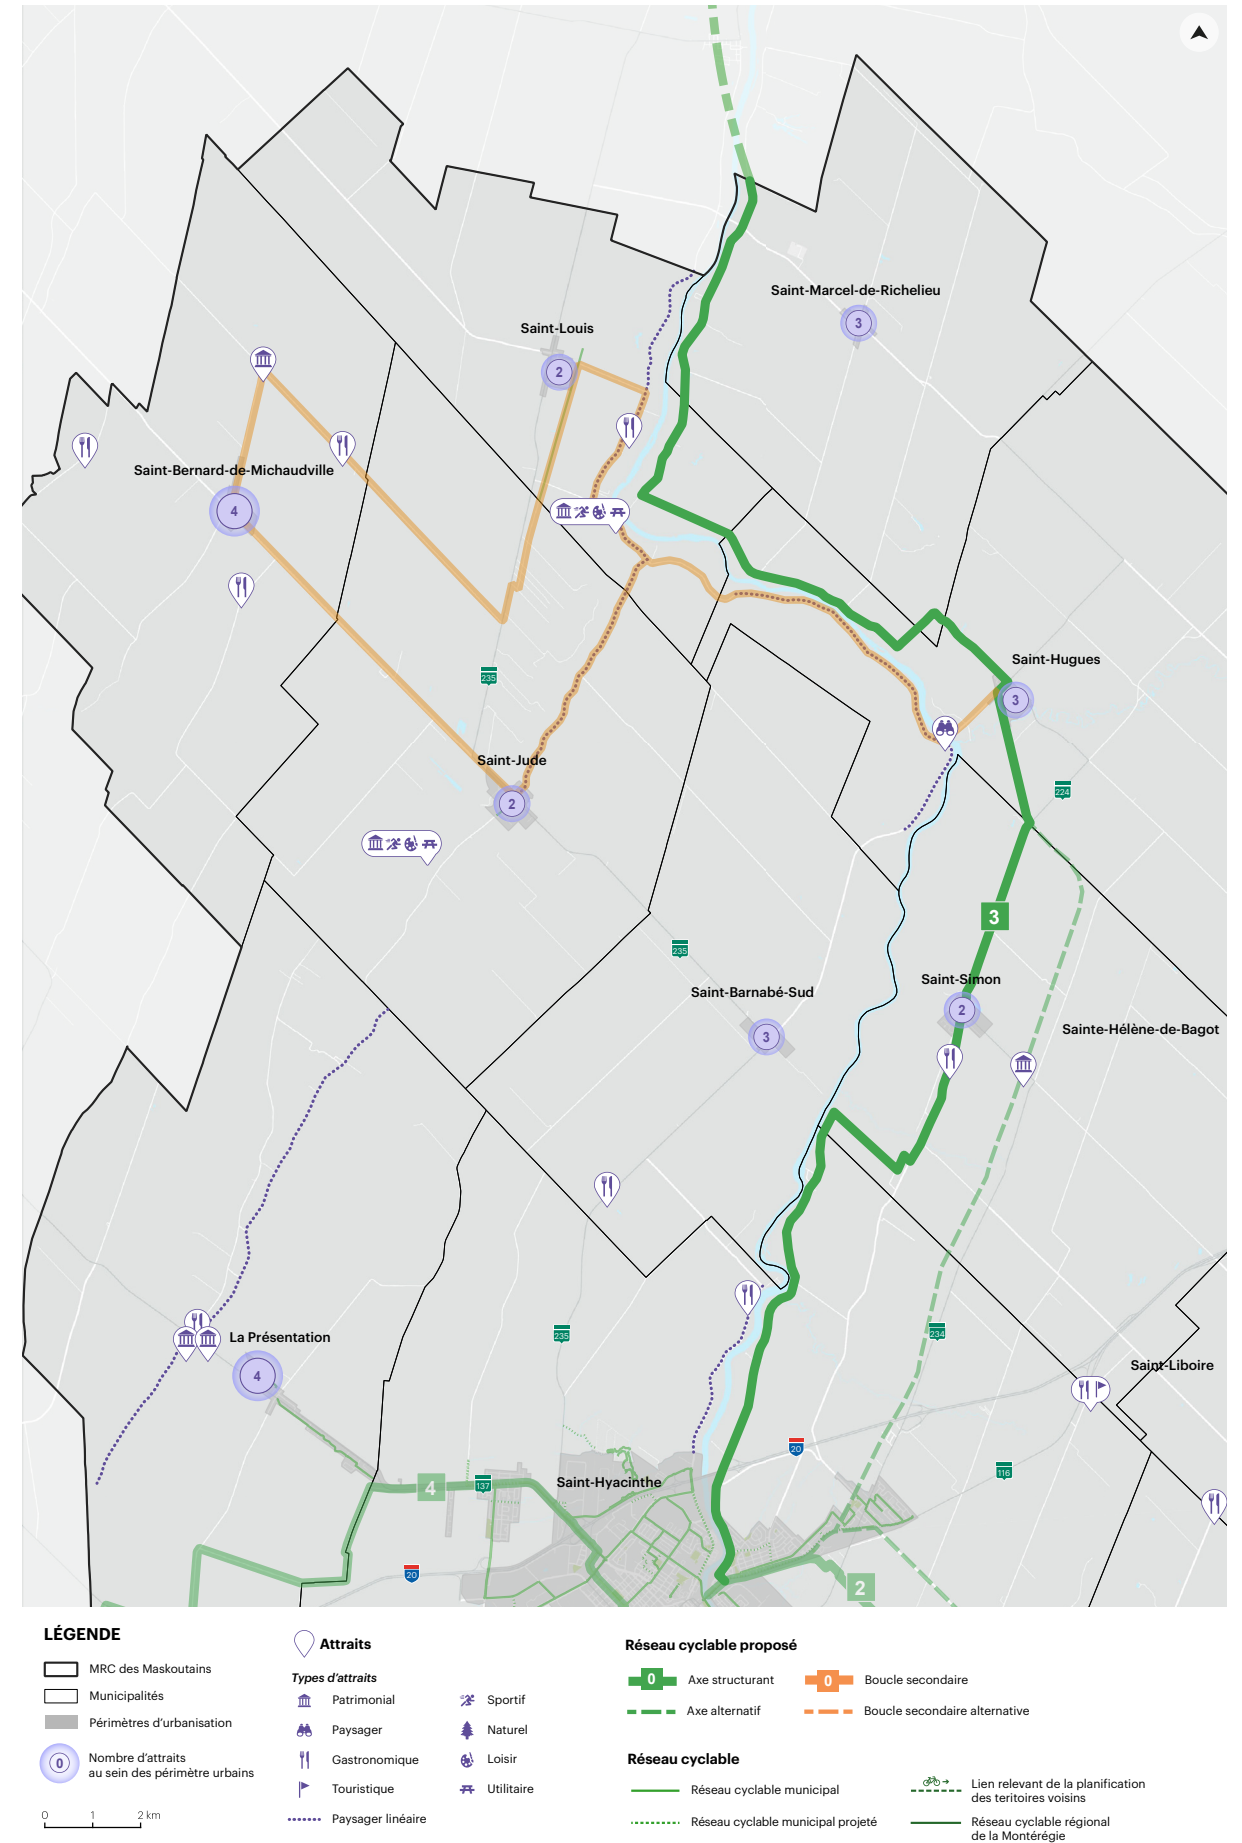 Saint-Marcel-de-Richelieu
3
Saint-Louis
2
Saint-Bernard-de-Michaudville
4
Saint-Hugues
3
235
Saint-Jude
2
224
3
235
Saint-Simon
2
Saint-Barnabé-Sud
3
Sainte-Hélène-de-Bagot
La Présentation
4
235
234
Saint-Liboire
20
116
Saint-Hyacinthe
4
137
20
2
LÉGENDE
MRC des Maskoutains
Municipalités
Périmètres d'urbanisation
0
Nombre d'attraits
au sein des périmètre urbains
0 1 2 km
Attraits
Types d'attraits
Patrimonial
Paysager
Gastronomique
Touristique
Paysager linéaire
Sportif
Naturel
Loisir
Utilitaire
Réseau cyclable proposé
0 Axe structurant
0 Boucle secondaire
Axe alternatif
Boucle secondaire alternative
Réseau cyclable
Réseau cyclable municipal
Réseau cyclable municipal projeté
Lien relevant de la planification
des teritoires voisins
Réseau cyclable régional
de la Montérégie